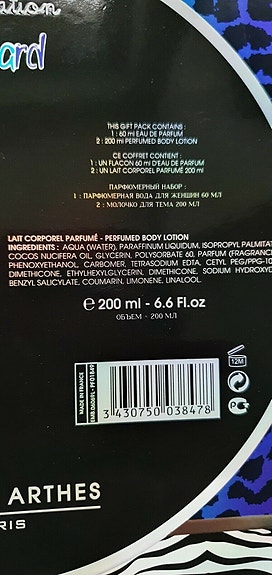 THIS GIFT PACK CONTAINS :
1 : 60 ml EAU DE PARFUM
2 : 200 ml PERFUMED BODY LOTION
CE COFFRET CONTIENT :
1 : UN FLACON 60 ml D'EAU DE PARFUM
2 : UN LAIT CORPOREL PARFUMÉ 200 ml
ПАРФЮМЕРНЫЙ НАБОР :
1 : ПАРФЮМЕРНАЯ ВОДА ДЛЯ ЖЕНЩИН 60 МЛ
2 : МОЛОЧКО ДЛЯ ТЕМА 200 МЛ
LAIT CORPOREL PARFUMÉ - PERFUMED BODY LOTION
INGREDIENTS : AQUA (WATER), PARAFFINUM LIQUIDUM, ISOPROPYL PALMITAT
COCOS NUCIFERA OIL, GLYCERIN, POLYSORBATE 60, PARFUM (FRAGRANC
PHENOXYETHANOL, CARBOMER, TETRASODIUM EDTA, CETYL PEG/PPG-10
DIMETHICONE, ETHYLHEXYLGLYCERIN, DIMETHICONE, SODIUM HYDROXYD
BENZYL SALICYLATE, COUMARIN, LIMONENE, LINALOOL.
℮ 200 ml - 6.6 Fl.oz
ОБЪЕМ - 200 МЛ
12M
MADE IN FRANCE
3 430750 038478
ARTHES
RIS